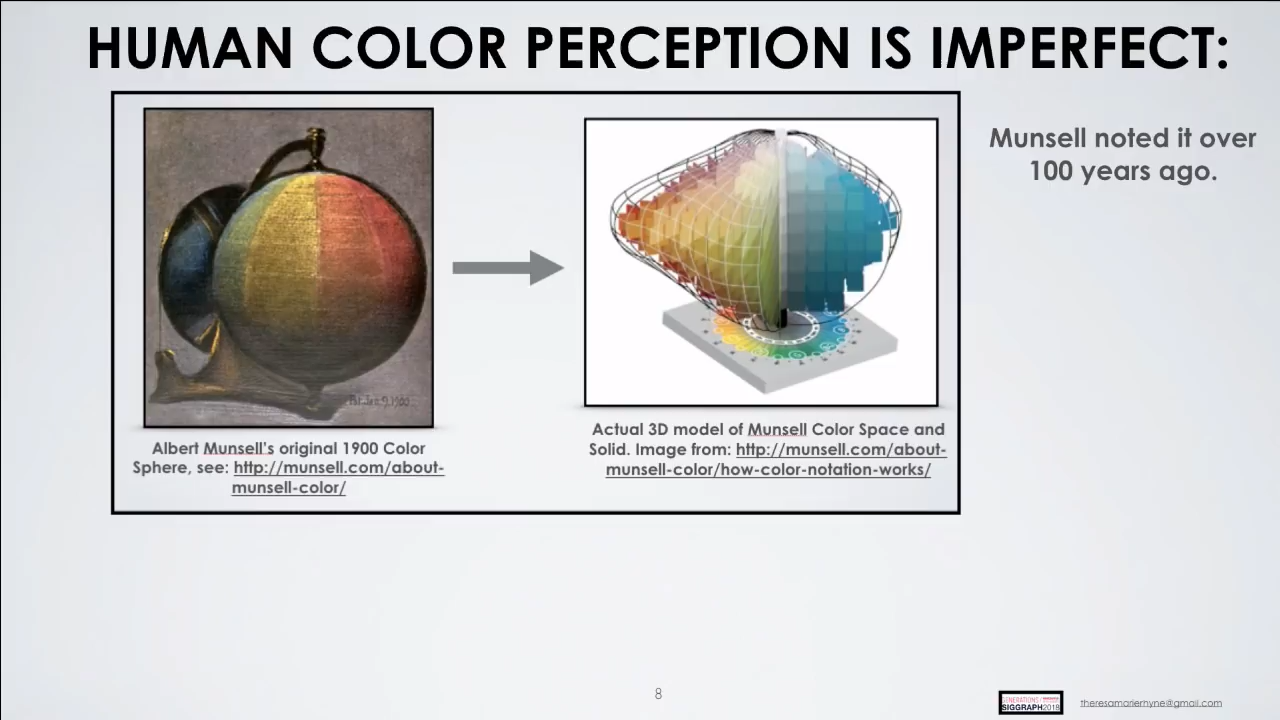 HUMAN COLOR PERCEPTION IS IMPERFECT:
Munsell noted it over
100 years ago.
Albert Munsell's original 1900 Color
Sphere, see: http://munsell.com/about-
munsell-color/
Actual 3D model of Munsell Color Space and
Solid. Image from: http://munsell.com/about-
munsell-color/how-color-notation-works/
8
GENERATIONS
SIGGRAPH2018
theresamarierhyne@gmail.com